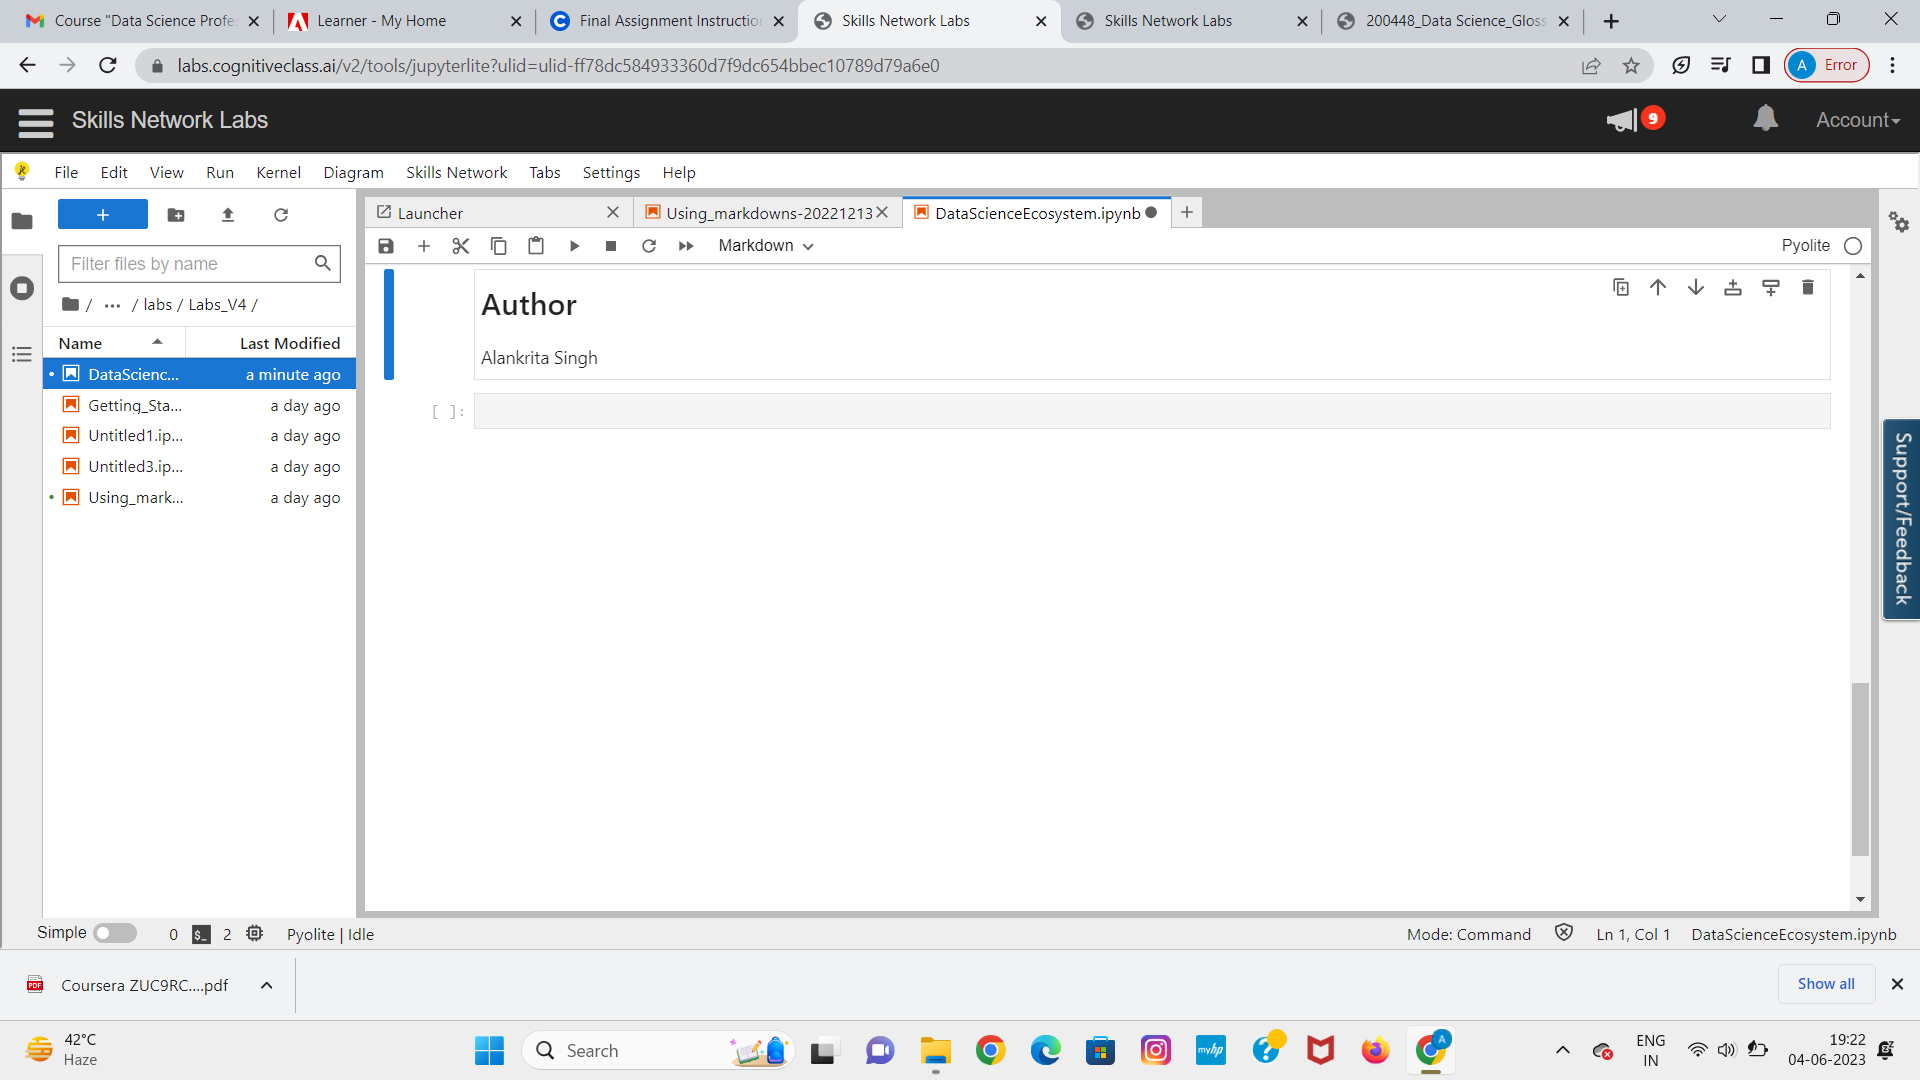 Course "Data Science Profe
Learner - My Home
Final Assignment Instructio
Skills Network Labs
Skills Network Labs
200448_Data Science_Gloss
labs.cognitiveclass.ai/v2/tools/jupyterlite?ulid=ulid-ff78dc584933360d7f9dc654bbec10789d79a6e0
A Error
Skills Network Labs
9
Account
File Edit View Run Kernel Diagram Skills Network Tabs Settings Help
Launcher
Using_markdowns-20221213
DataScienceEcosystem.ipynb
Markdown
Pyolite
Filter files by name
/ ... / labs / Labs_V4 /
Name Last Modified
DataScienc... a minute ago
Getting_Sta... a day ago
Untitled1.ip... a day ago
Untitled3.ip... a day ago
Using_mark... a day ago
Author
Alankrita Singh
[ ]:
Support/Feedback
Simple 0 $_ 2 Pyolite | Idle
Mode: Command Ln 1, Col 1 DataScienceEcosystem.ipynb
PDF Coursera ZUC9RC....pdf
Show all
42°C
Haze
Search
myhp
A
ENG
IN
19:22
04-06-2023